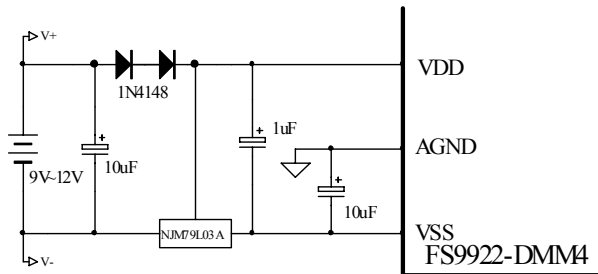 V+
VDD
1N4148
+
+
1uF
AGND
9V~12V
10uF
+
10uF
NJM79L03A
VSS
V-
FS9922-DMM4